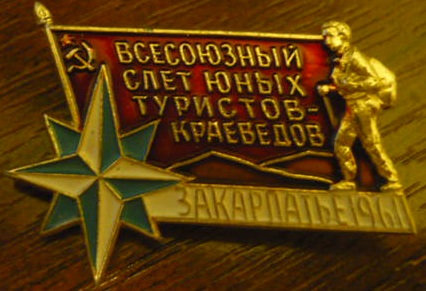 ВСЕСОЮЗНЫЙ
СЛЕТ ЮНЫХ
ТУРИСТОВ-
КРАЕВЕДОВ
ЗАКАРПАТЬЕ 1961